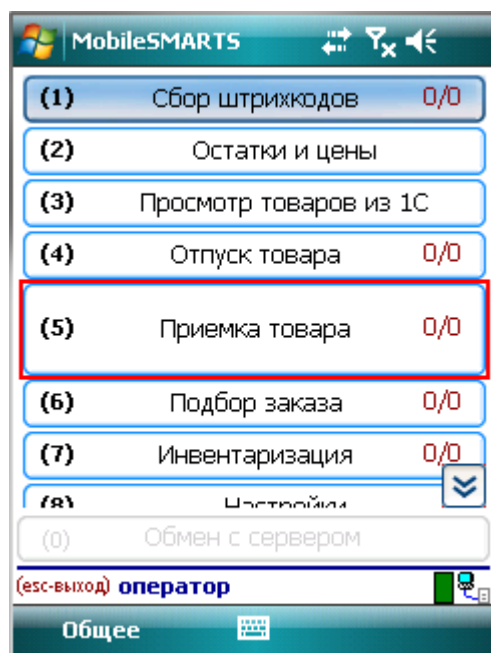 MobileSMARTS
(1) Сбор штрихкодов 0/0
(2) Остатки и цены
(3) Просмотр товаров из 1С
(4) Отпуск товара 0/0
(5) Приемка товара 0/0
(6) Подбор заказа 0/0
(7) Инвентаризация 0/0
(8) Настройки
(0) Обмен с сервером
(esc-выход) оператор
Общее